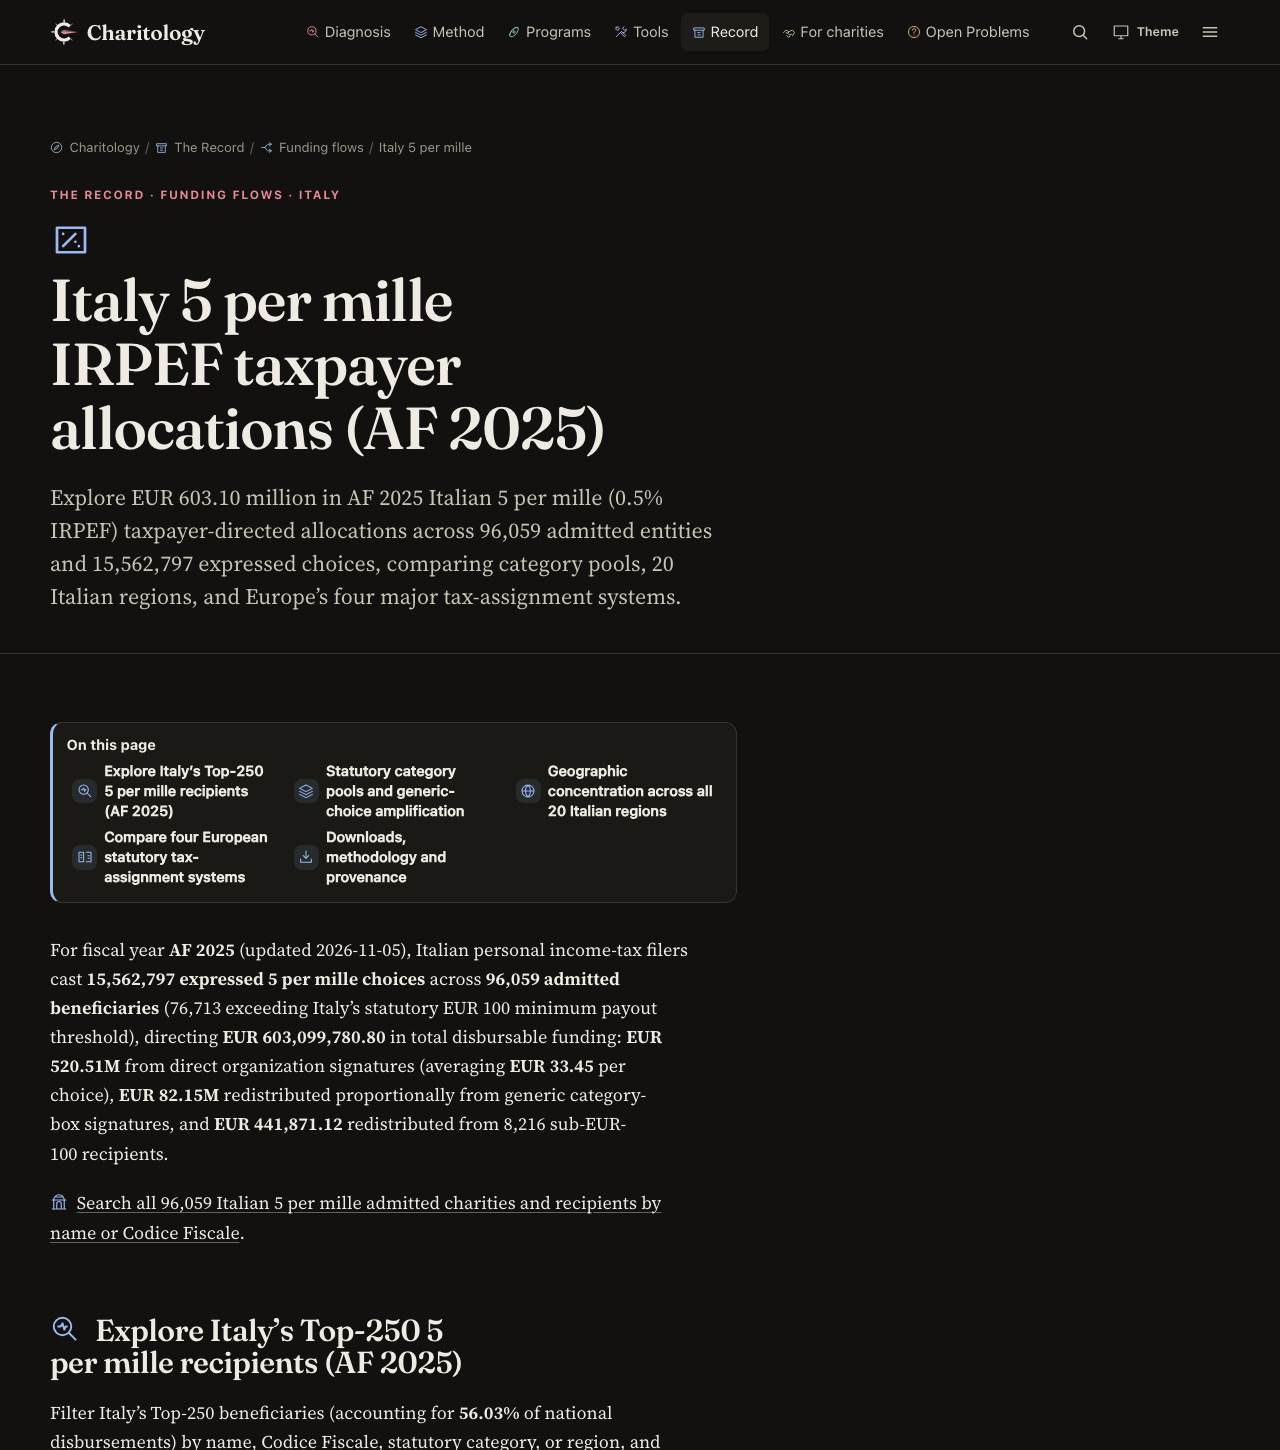 Charitology
Diagnosis Method Programs Tools Record For charities Open Problems Theme
Charitology / The Record / Funding flows / Italy 5 per mille
THE RECORD · FUNDING FLOWS · ITALY
Italy 5 per mille
IRPEF taxpayer
allocations (AF 2025)
Explore EUR 603.10 million in AF 2025 Italian 5 per mille (0.5%
IRPEF) taxpayer-directed allocations across 96,059 admitted entities
and 15,562,797 expressed choices, comparing category pools, 20
Italian regions, and Europe’s four major tax-assignment systems.
On this page
Explore Italy’s Top-250
5 per mille recipients
(AF 2025)
Statutory category
pools and generic-
choice amplification
Geographic
concentration across all
20 Italian regions
Compare four European
statutory tax-
assignment systems
Downloads,
methodology and
provenance
For fiscal year AF 2025 (updated 2026-11-05), Italian personal income-tax filers
cast 15,562,797 expressed 5 per mille choices across 96,059 admitted
beneficiaries (76,713 exceeding Italy’s statutory EUR 100 minimum payout
threshold), directing EUR 603,099,780.80 in total disbursable funding: EUR
520.51M from direct organization signatures (averaging EUR 33.45 per
choice), EUR 82.15M redistributed proportionally from generic category-
box signatures, and EUR 441,871.12 redistributed from 8,216 sub-EUR-
100 recipients.
Search all 96,059 Italian 5 per mille admitted charities and recipients by
name or Codice Fiscale.
Explore Italy’s Top-250 5
per mille recipients (AF 2025)
Filter Italy’s Top-250 beneficiaries (accounting for 56.03% of national
disbursements) by name, Codice Fiscale, statutory category, or region, and